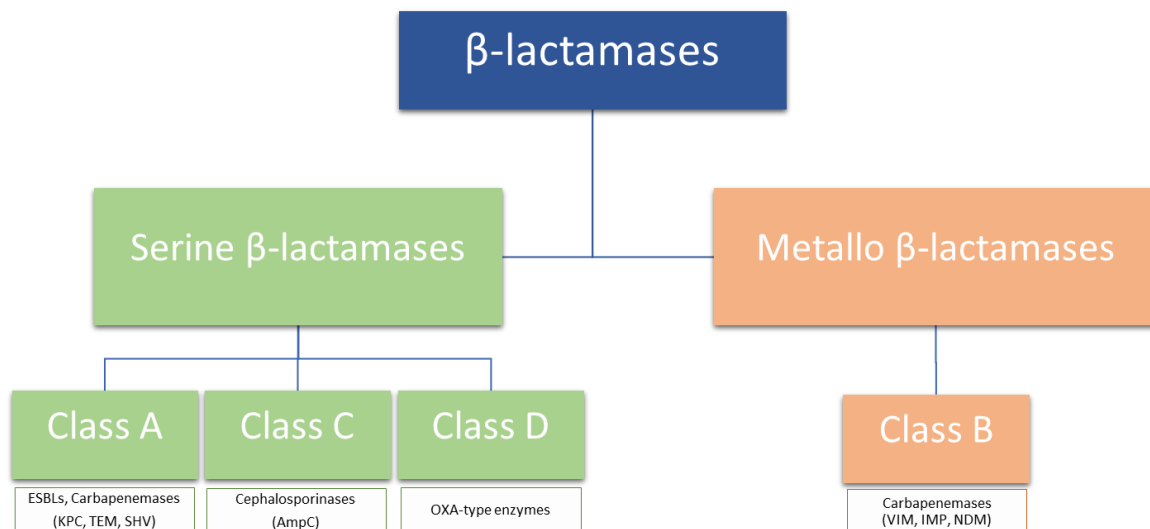 β-lactamases
Serine β-lactamases
Metallo β-lactamases
Class A
Class C
Class D
Class B
ESBLs, Carbapenemases
(KPC, TEM, SHV)
Cephalosporinases
(AmpC)
OXA-type enzymes
Carbapenemases
(VIM, IMP, NDM)